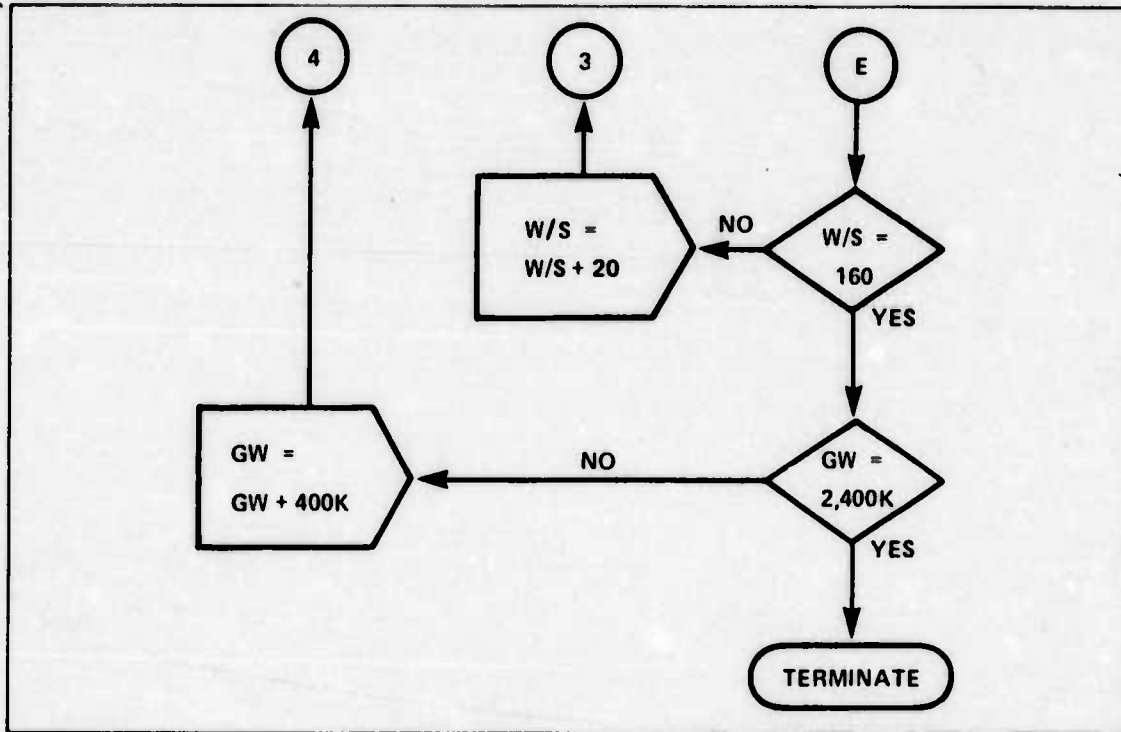 4
3
E
W/S =
W/S + 20
NO
W/S =
160
YES
GW =
GW + 400K
NO
GW =
2,400K
YES
TERMINATE